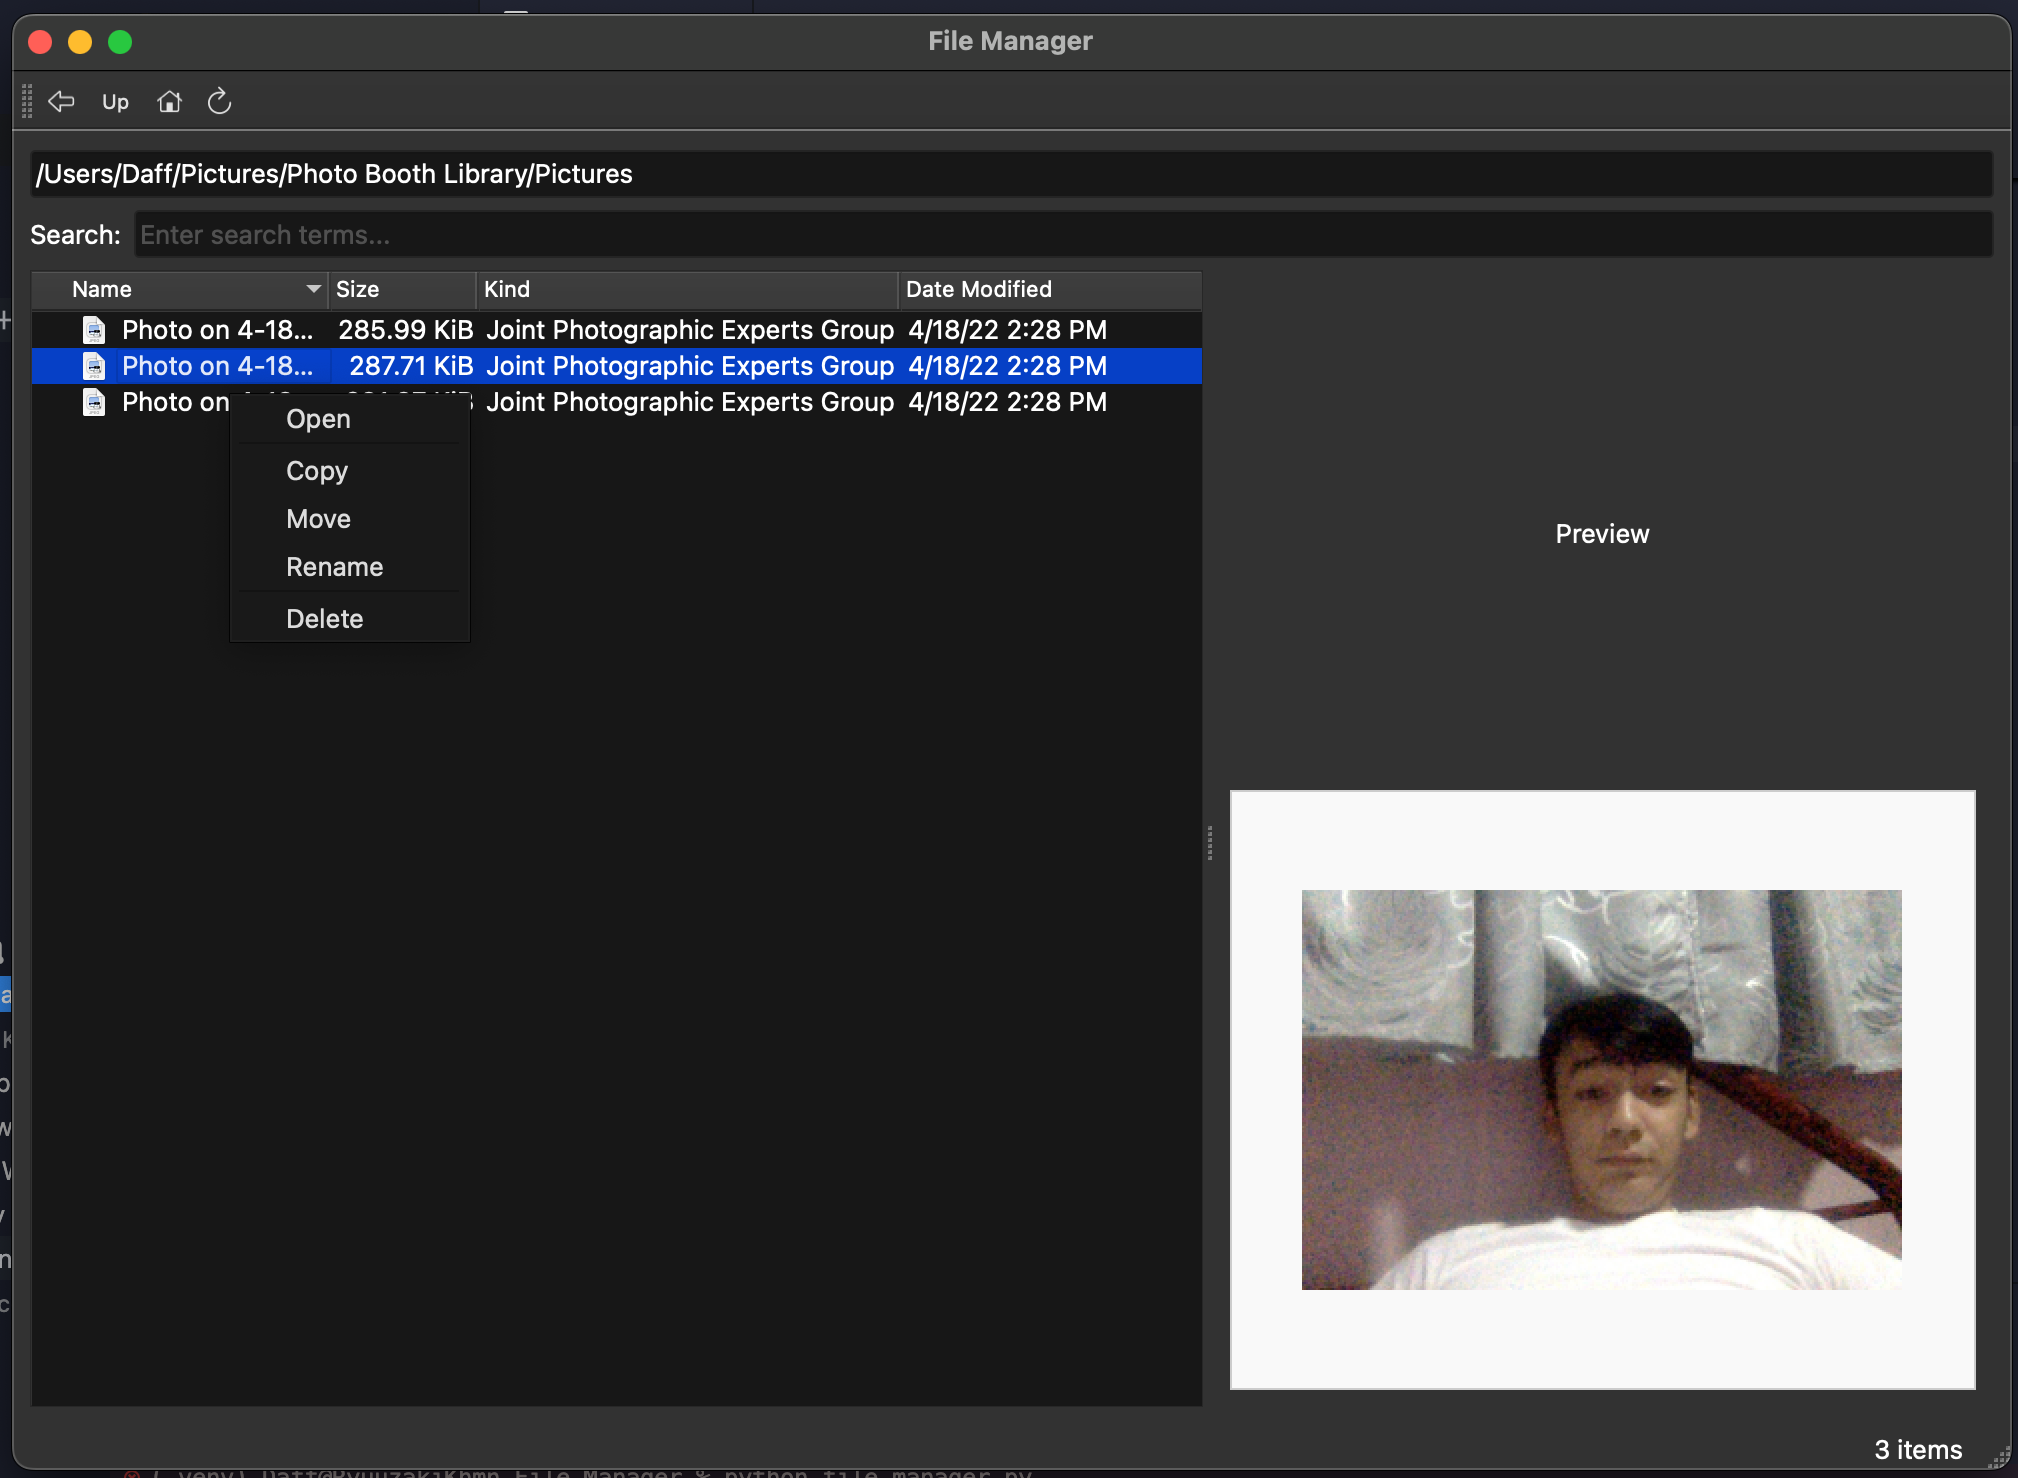 File Manager
Up
/Users/Daff/Pictures/Photo Booth Library/Pictures
Search: Enter search terms...
Name Size Kind Date Modified
Photo on 4-18... 285.99 KiB Joint Photographic Experts Group 4/18/22 2:28 PM
Photo on 4-18... 287.71 KiB Joint Photographic Experts Group 4/18/22 2:28 PM
Photo on Joint Photographic Experts Group 4/18/22 2:28 PM
Open
Copy
Move
Rename
Delete
Preview
3 items